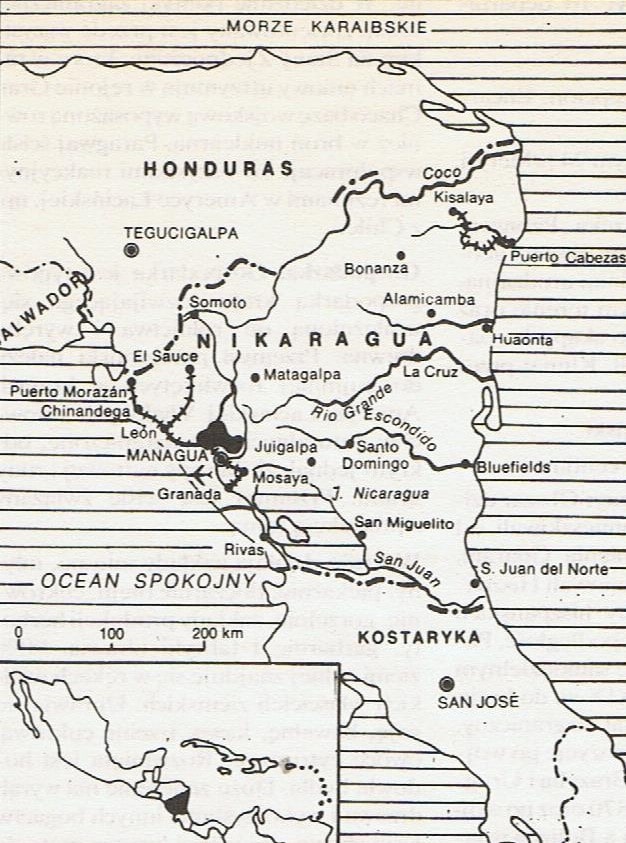 MORZE KARAIBSKIE
HONDURAS
Coco
Kisalaya
TEGUCIGALPA
Puerto Cabezas
Bonanza
ALWADOR
Somoto
Alamicamba
NIKARAGUA
Huaonta
El Sauce
La Cruz
Matagalpa
Puerto Morazán
Chinandega
Rio Grande
Escondido
León
MANAGUA
Juigalpa
Santo
Domingo
Bluefields
Mosaya
Granada
J. Nicaragua
San Miguelito
Rivas
San Juan
S. Juan del Norte
OCEAN SPOKOJNY
KOSTARYKA
0 100 200 km
SAN JOSÉ